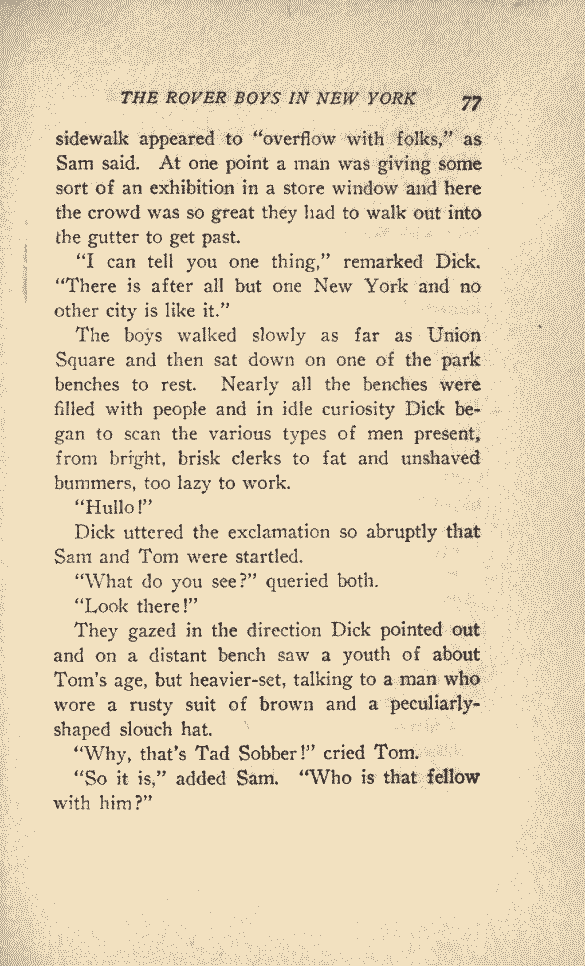 THE ROVER BOYS IN NEW YORK 77
sidewalk appeared to “overflow with folks,” as
Sam said. At one point a man was giving some
sort of an exhibition in a store window and here
the crowd was so great they had to walk out into
the gutter to get past.
“I can tell you one thing,” remarked Dick.
“There is after all but one New York and no
other city is like it.”
The boys walked slowly as far as Union
Square and then sat down on one of the park
benches to rest. Nearly all the benches were
filled with people and in idle curiosity Dick be-
gan to scan the various types of men present,
from bright, brisk clerks to fat and unshaved
bummers, too lazy to work.
“Hullo!”
Dick uttered the exclamation so abruptly that
Sam and Tom were startled.
“What do you see?” queried both.
“Look there!”
They gazed in the direction Dick pointed out
and on a distant bench saw a youth of about
Tom’s age, but heavier-set, talking to a man who
wore a rusty suit of brown and a peculiarly-
shaped slouch hat.
“Why, that’s Tad Sobber!” cried Tom.
“So it is,” added Sam. “Who is that fellow
with him?”